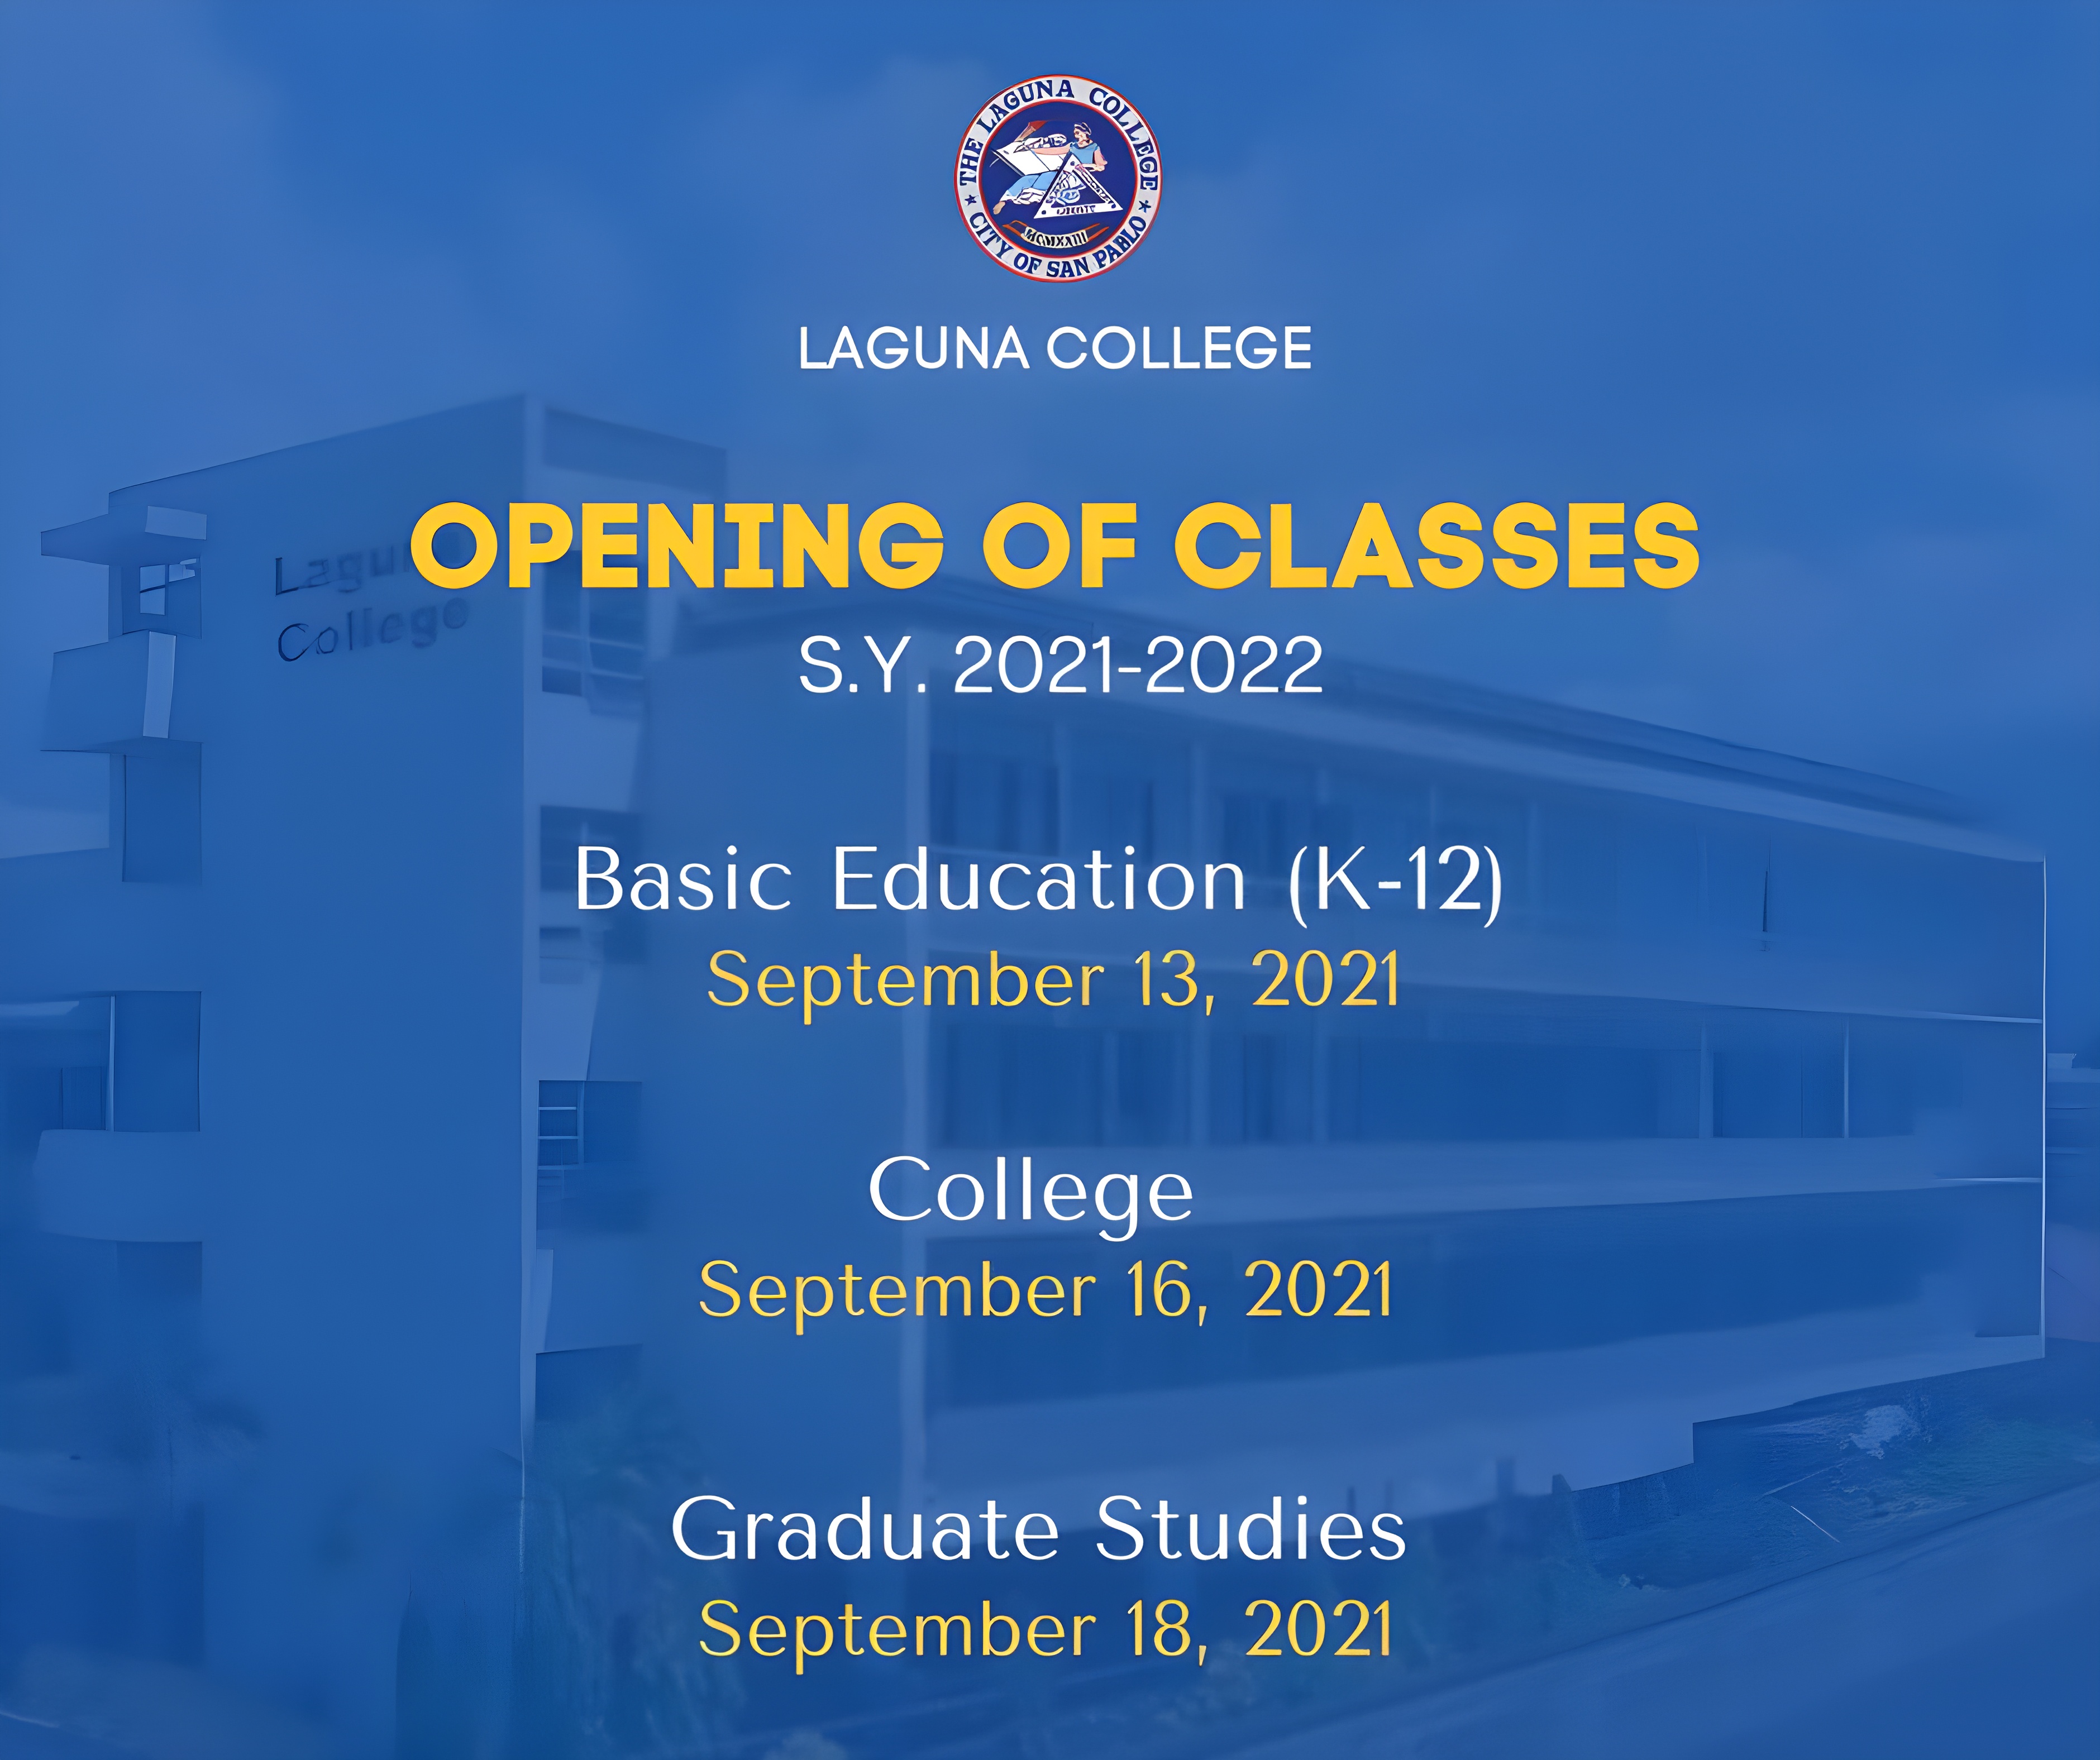 THE LAGUNA COLLEGE
CITY OF SAN PABLO
MCMXXIII
LAGUNA COLLEGE
Laguna
College
OPENING OF CLASSES
S.Y. 2021-2022
Basic Education (K-12)
September 13, 2021
College
September 16, 2021
Graduate Studies
September 18, 2021